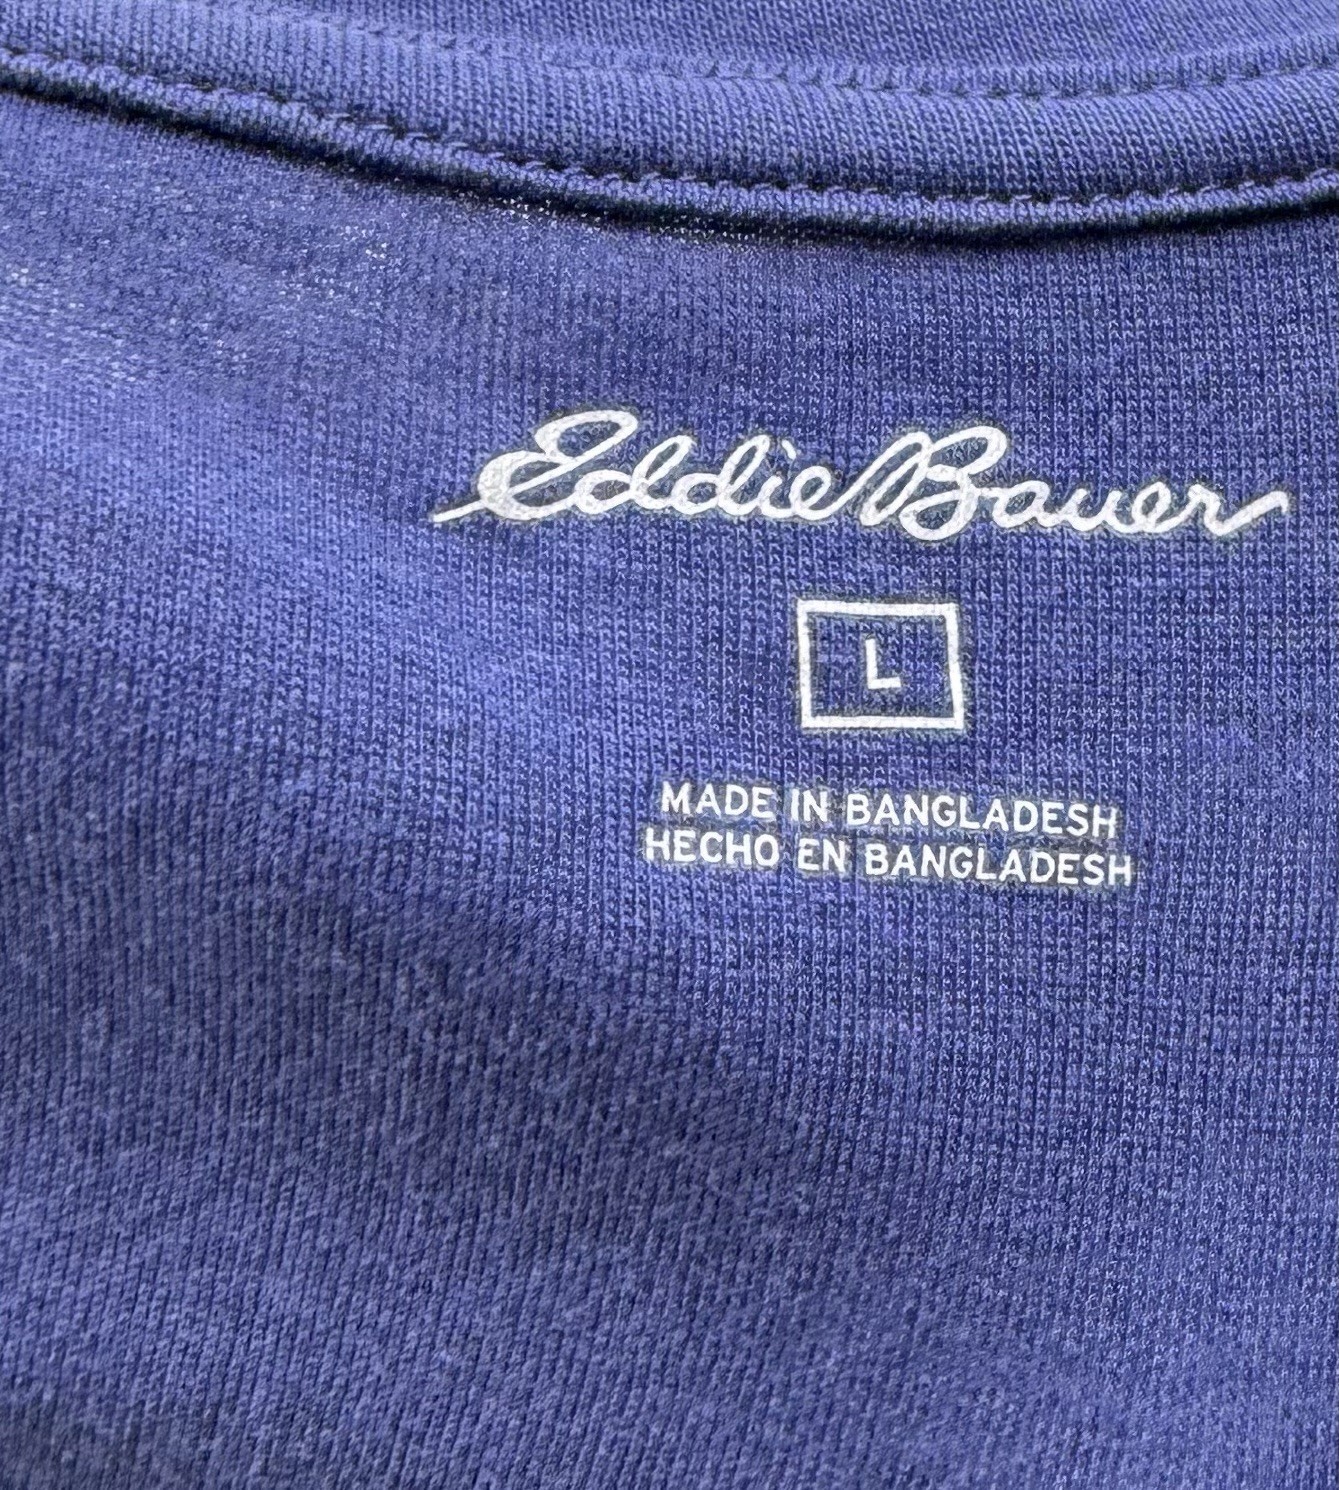 Eddie Bauer
L
MADE IN BANGLADESH
HECHO EN BANGLADESH